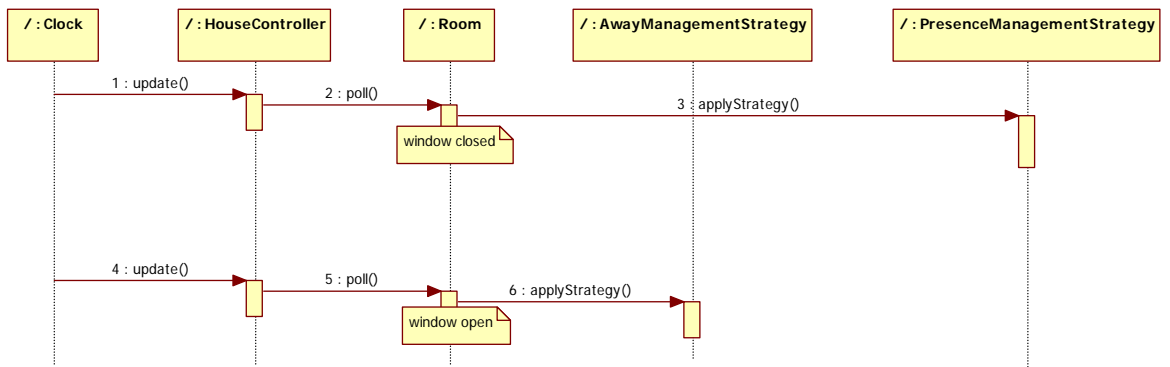 / : Clock
/ : HouseController
/ : Room
/ : AwayManagementStrategy
/ : PresenceManagementStrategy
1 : update()
2 : poll()
3 : applyStrategy()
window closed
4 : update()
5 : poll()
6 : applyStrategy()
window open